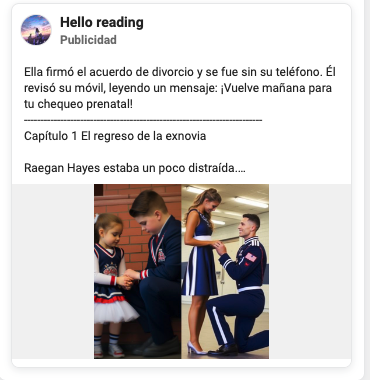 Hello reading
Publicidad
Ella firmó el acuerdo de divorcio y se fue sin su teléfono. Él
revisó su móvil, leyendo un mensaje: ¡Vuelve mañana para
tu chequeo prenatal!
-----------------------------------------------------------------------
Capítulo 1 El regreso de la exnovia
Raegan Hayes estaba un poco distraída....